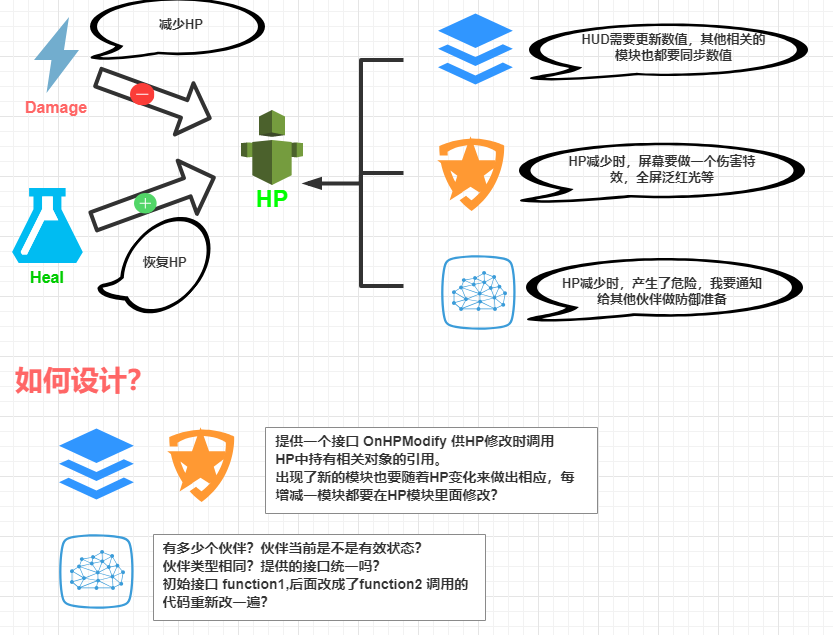 减少HP
Damage
HUD需要更新数值，其他相关的
模块也都要同步数值
HP减少时，屏幕要做一个伤害特
效，全屏泛红光等
HP
恢复HP
Heal
HP减少时，产生了危险，我要通知
给其他伙伴做防御准备
如何设计？
提供一个接口 OnHPModify 供HP修改时调用
HP中持有相关对象的引用。
出现了新的模块也要随着HP变化来做出相应，每
增减一模块都要在HP模块里面修改？
有多少个伙伴？伙伴当前是不是有效状态？
伙伴类型相同？提供的接口统一吗？
初始接口 function1,后面改成了function2 调用的
代码重新改一遍？